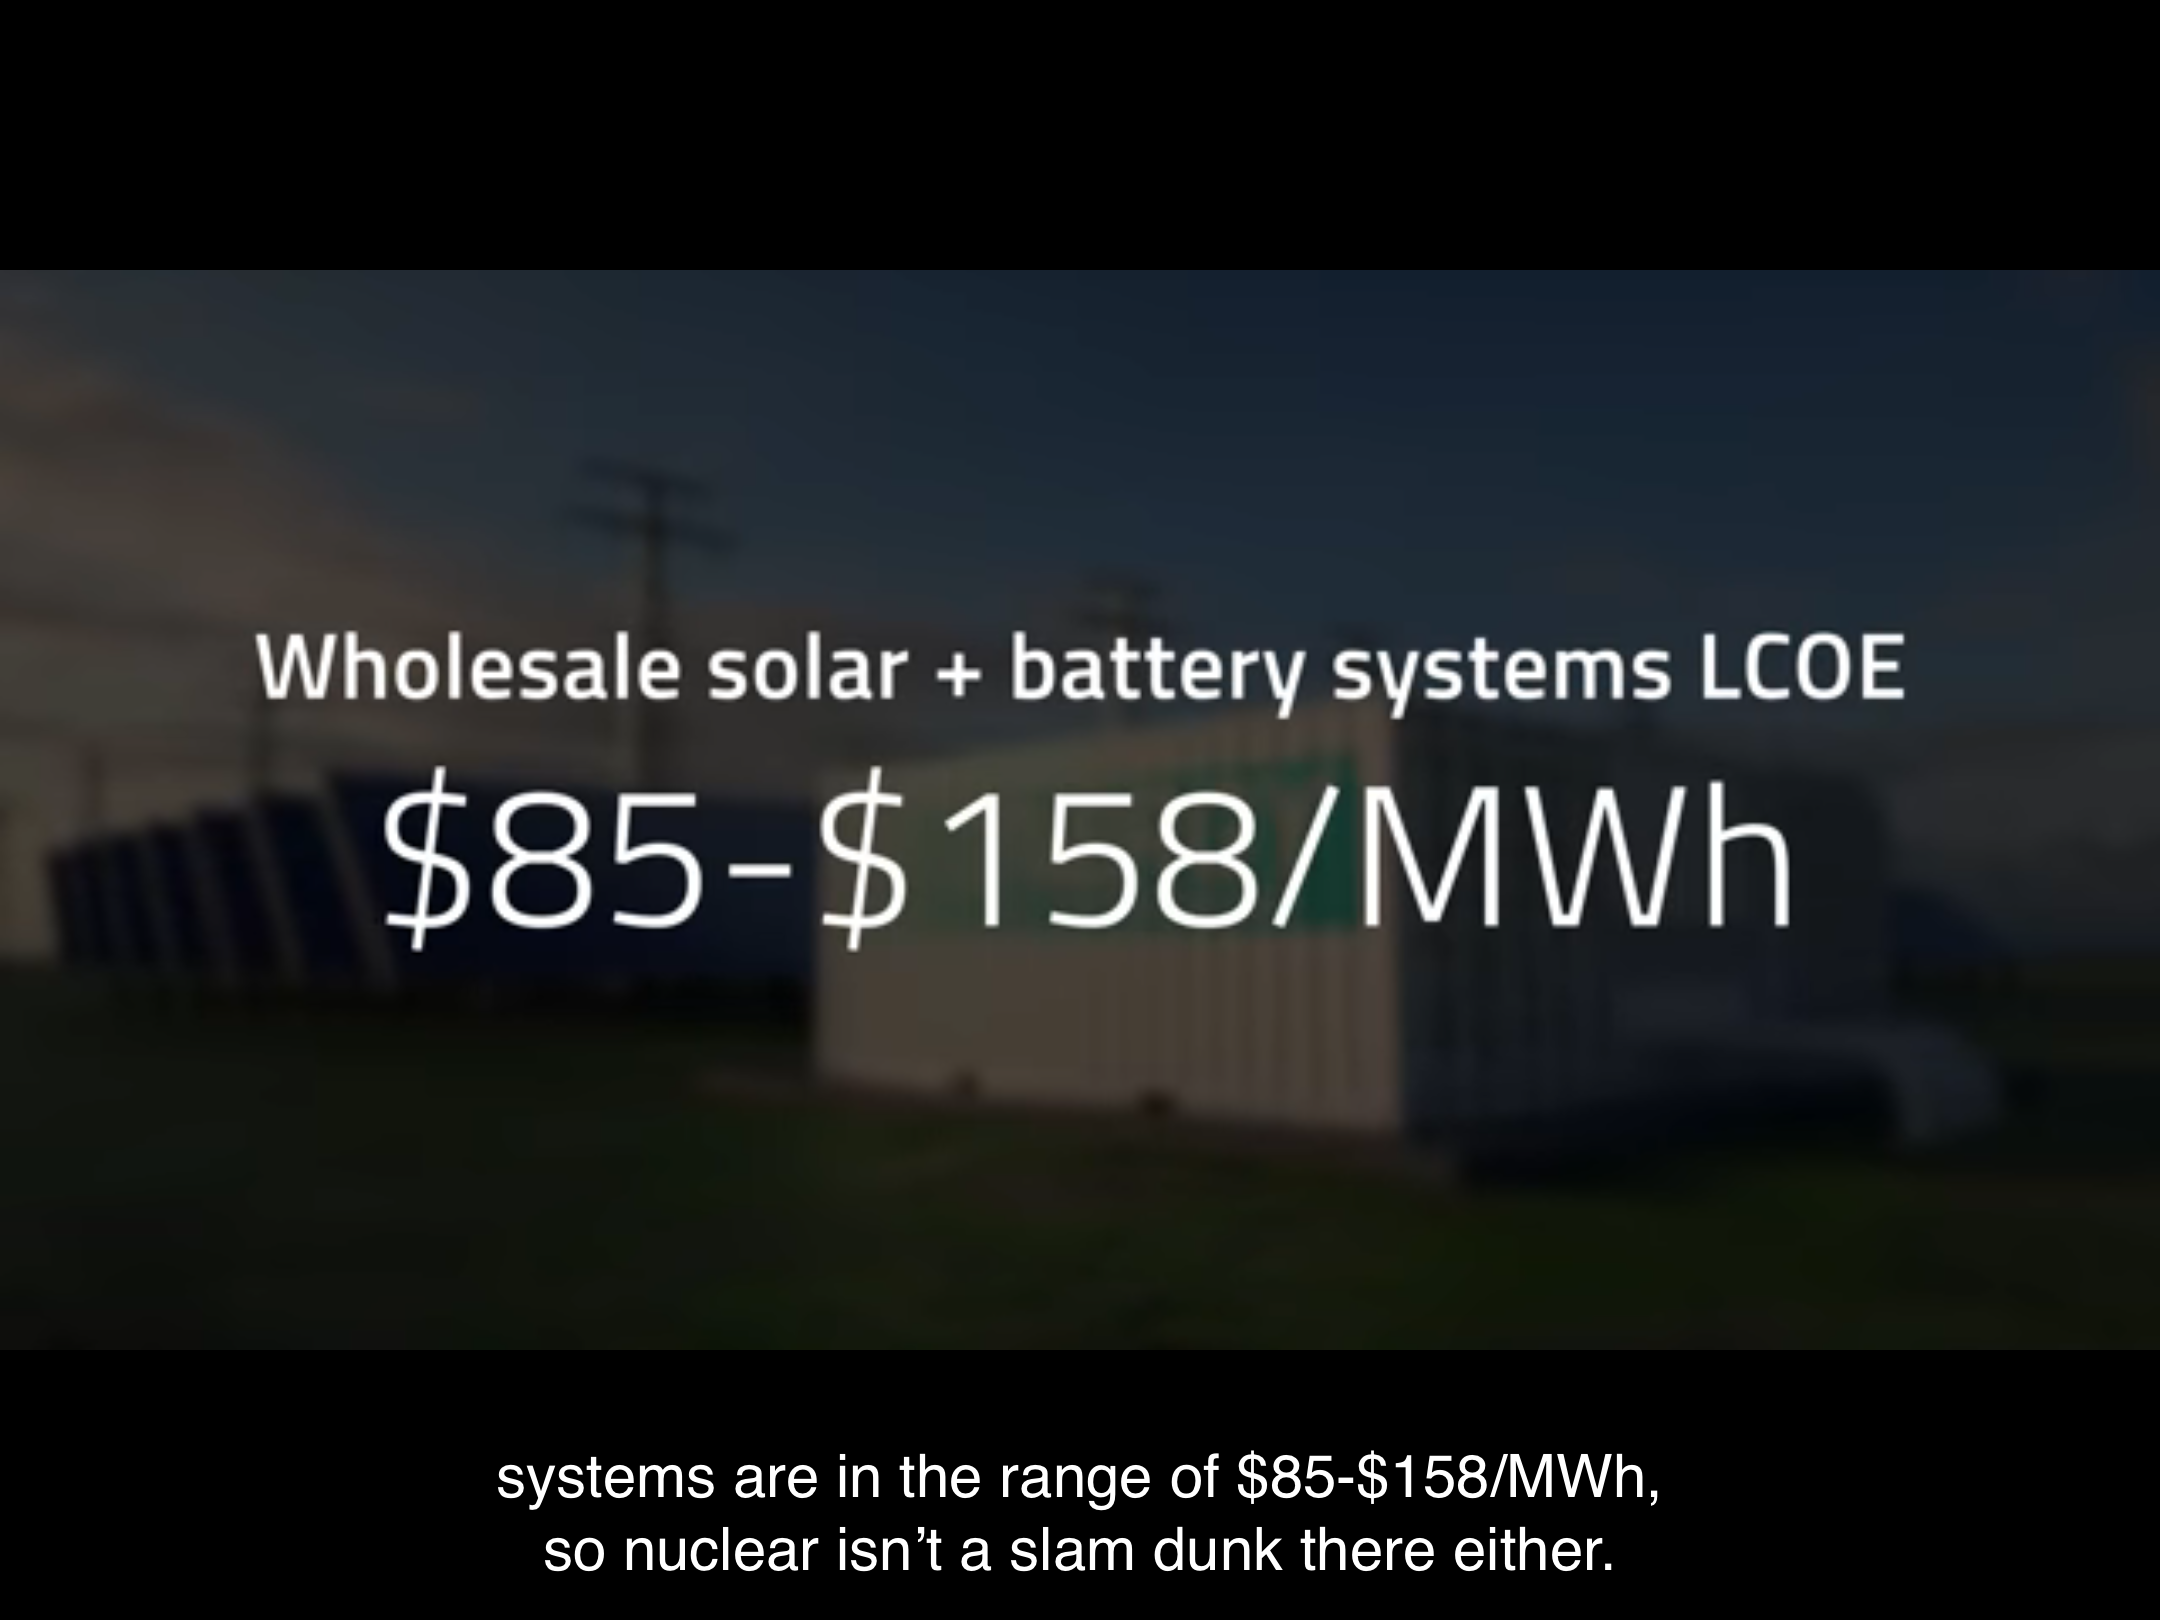 Wholesale solar + battery systems LCOE
$85-$158/MWh
systems are in the range of $85-$158/MWh,
so nuclear isn’t a slam dunk there either.